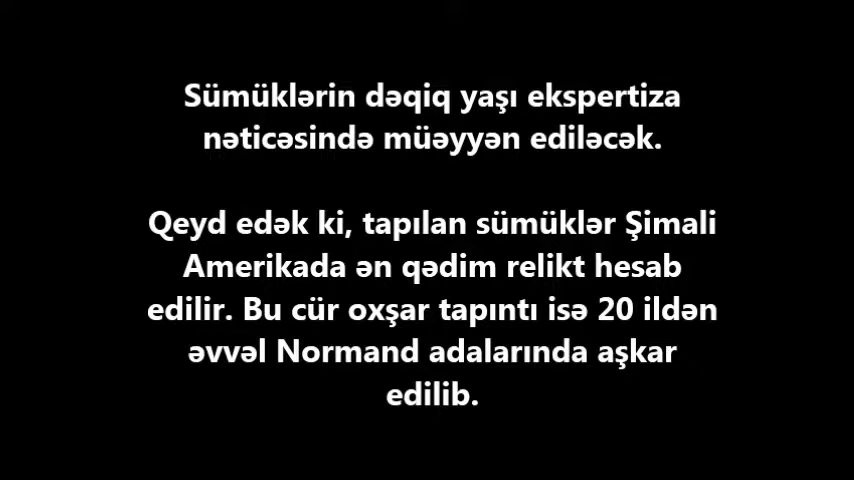 Sümüklərin dəqiq yaşı ekspertiza
nəticəsində müəyyən ediləcək.
Qeyd edək ki, tapılan sümüklər Şimali
Amerikada ən qədim relikt hesab
edilir. Bu cür oxşar tapıntı isə 20 ildən
əvvəl Normand adalarında aşkar
edilib.